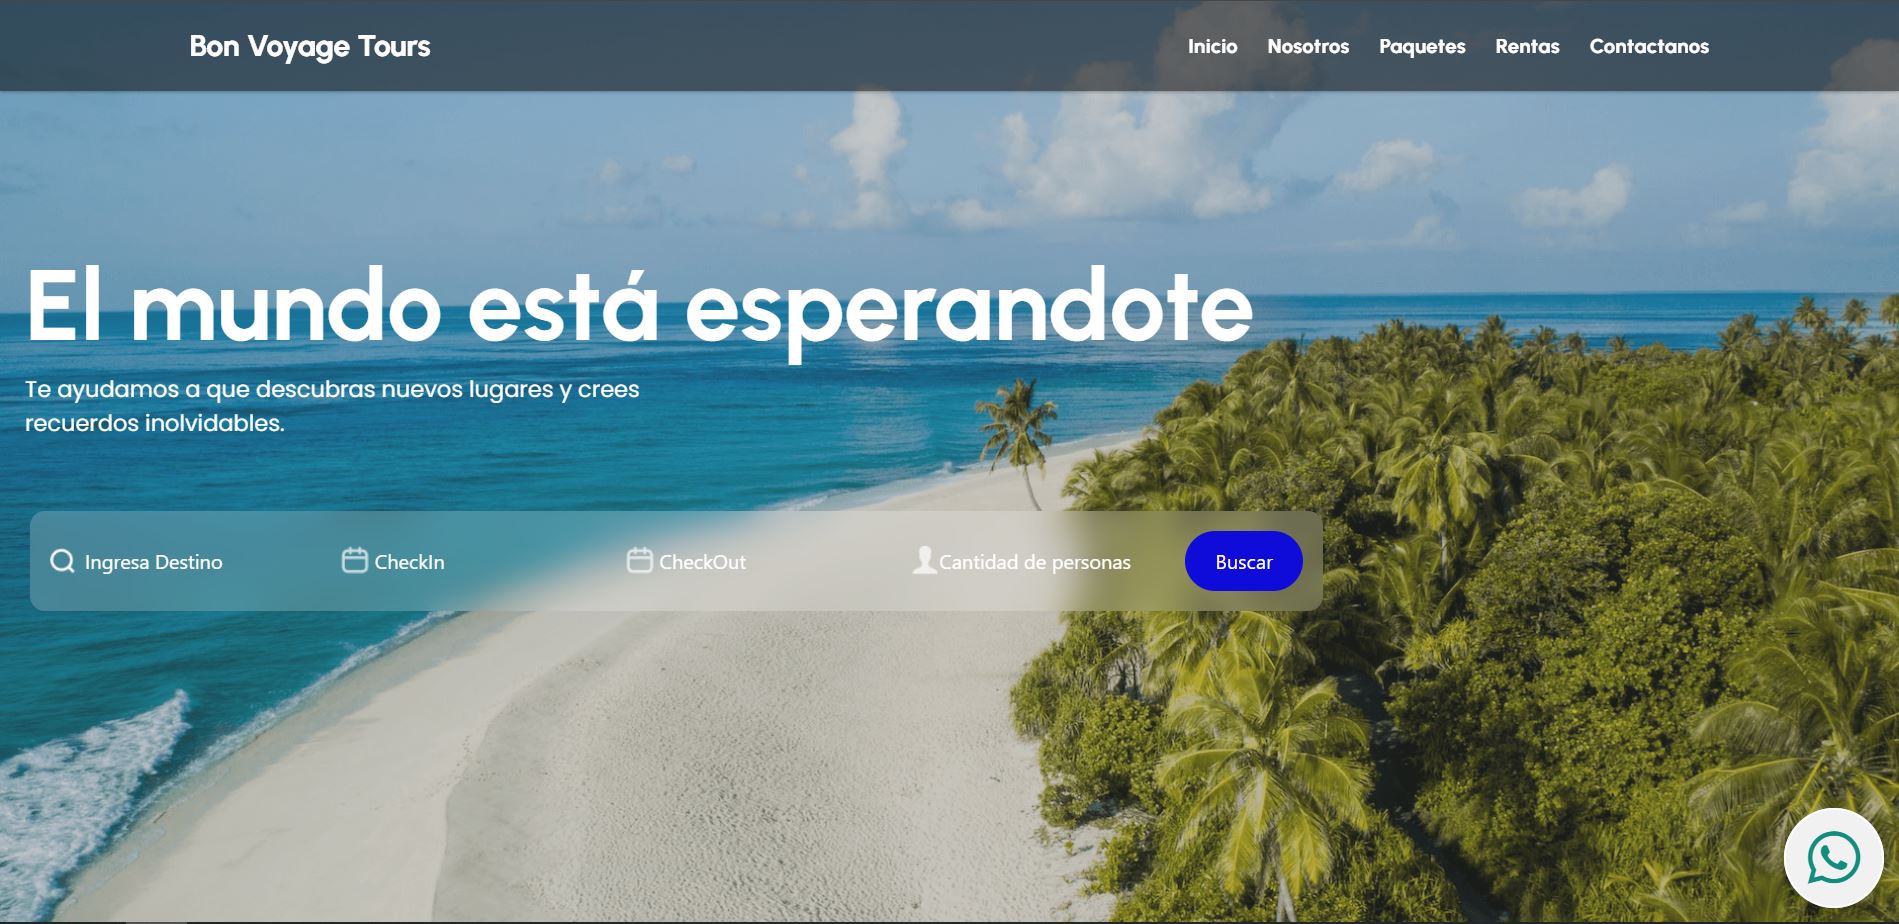 Bon Voyage Tours
Inicio Nosotros Paquetes Rentas Contactanos
El mundo está esperandote
Te ayudamos a que descubras nuevos lugares y crees
recuerdos inolvidables.
Ingresa Destino CheckIn CheckOut Cantidad de personas Buscar